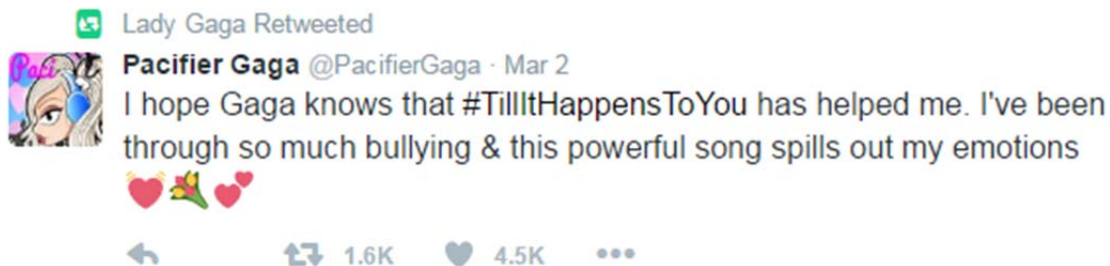 Lady Gaga Retweeted
Paci
Pacifier Gaga @PacifierGaga · Mar 2
I hope Gaga knows that #TillItHappensToYou has helped me. I've been
through so much bullying & this powerful song spills out my emotions
💓💐💕
1.6K 4.5K